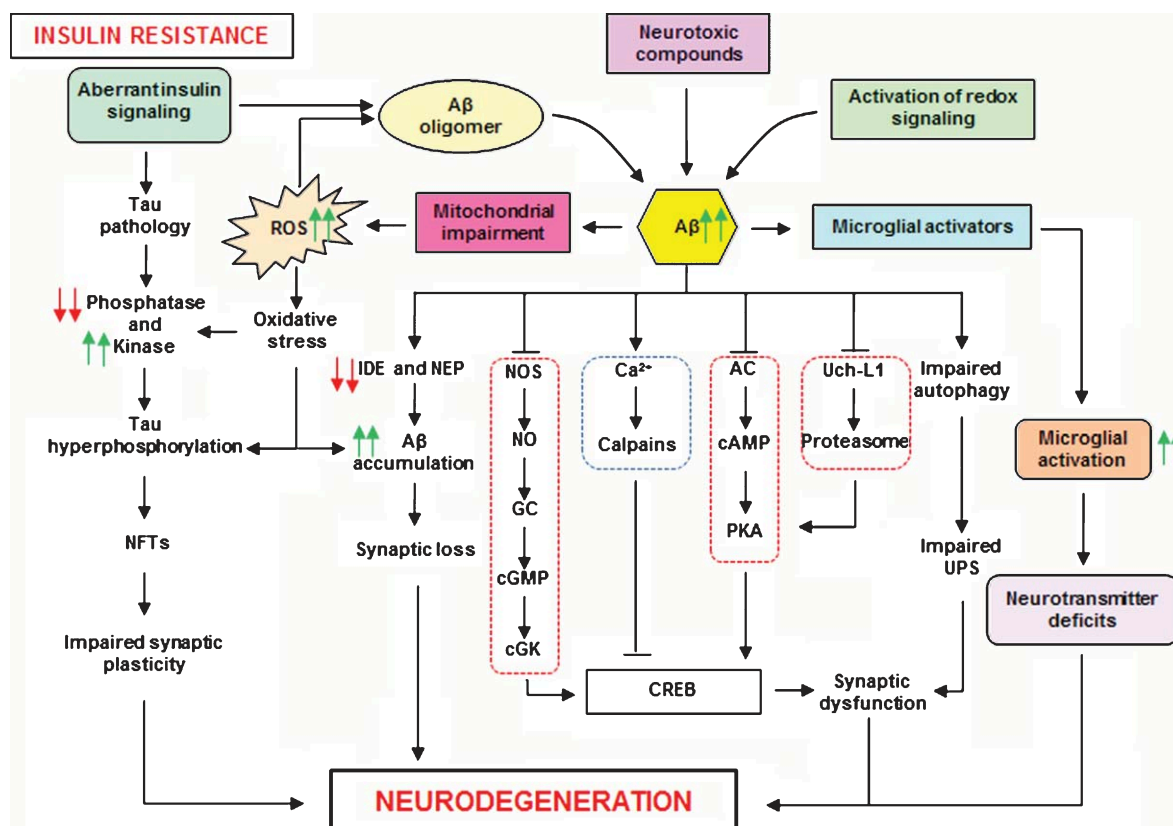 INSULIN RESISTANCE
Neurotoxic
compounds
Aberrant insulin
signaling
Aβ
oligomer
Activation of redox
signaling
Tau
pathology
ROS
Mitochondrial
impairment
Aβ
Microglial activators
Phosphatase
and
Kinase
Oxidative
stress
IDE and NEP
NOS
Ca²⁺
AC
Uch-L1
Impaired
autophagy
Tau
hyperphosphorylation
Aβ
accumulation
NO
Calpains
cAMP
Proteasome
Microglial
activation
NFTs
Synaptic loss
GC
PKA
Impaired
UPS
cGMP
Neurotransmitter
deficits
Impaired synaptic
plasticity
cGK
CREB
Synaptic
dysfunction
NEURODEGENERATION